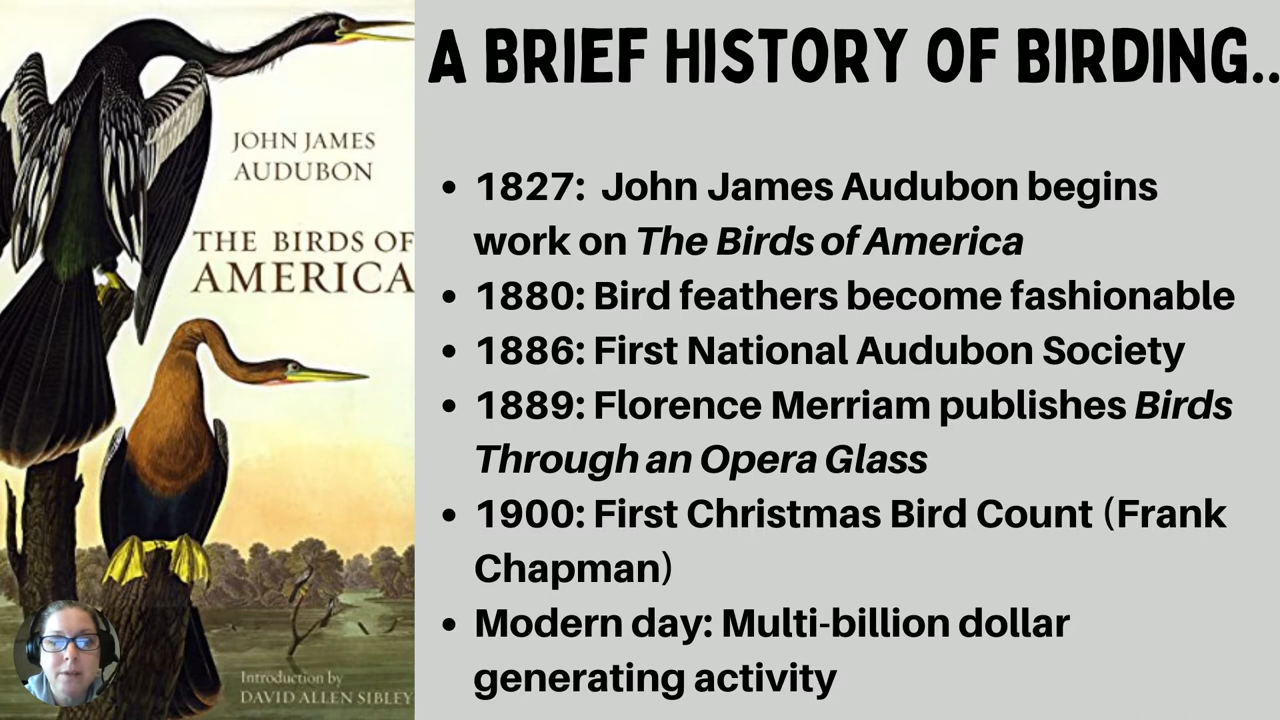 JOHN JAMES
AUDUBON
THE BIRDS OF
AMERICA
Introduction by
DAVID ALLEN SIBLEY
A BRIEF HISTORY OF BIRDING..
• 1827: John James Audubon begins
work on The Birds of America
• 1880: Bird feathers become fashionable
• 1886: First National Audubon Society
• 1889: Florence Merriam publishes Birds
Through an Opera Glass
• 1900: First Christmas Bird Count (Frank
Chapman)
• Modern day: Multi-billion dollar
generating activity